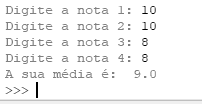 Digite a nota 1: 10
Digite a nota 2: 10
Digite a nota 3: 8
Digite a nota 4: 8
A sua média é:  9.0
>>>